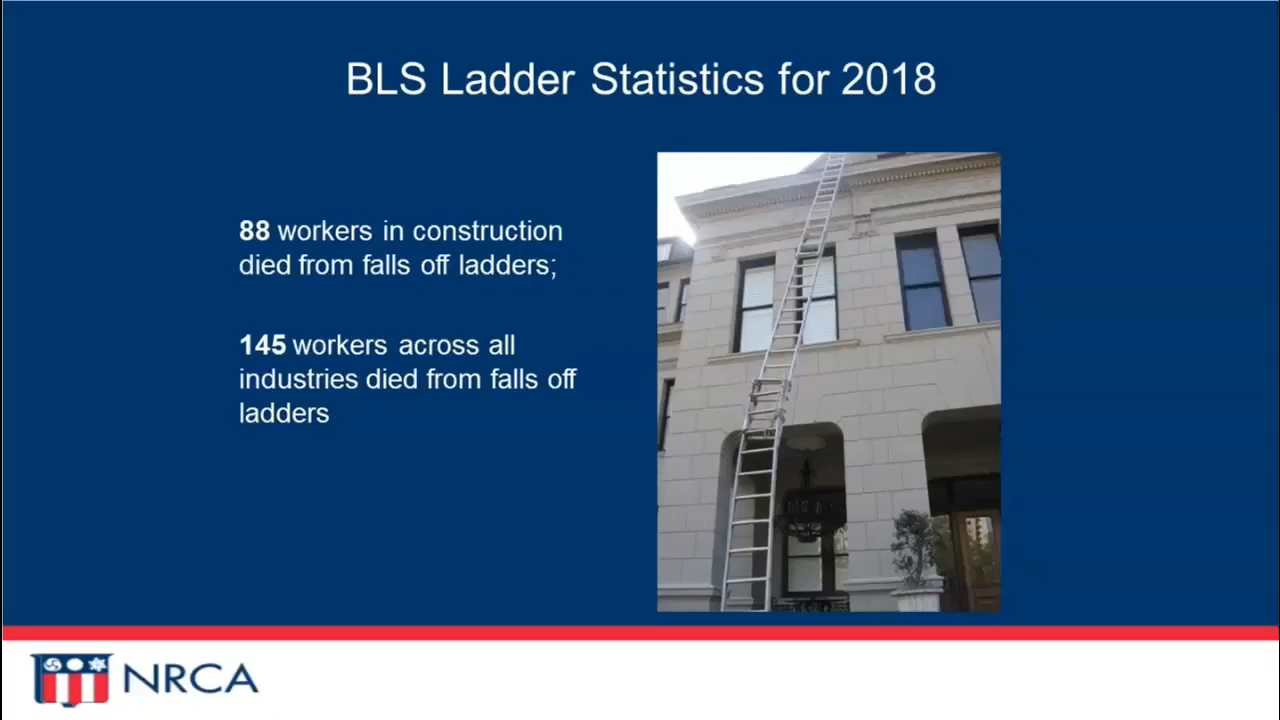 BLS Ladder Statistics for 2018
88 workers in construction
died from falls off ladders;
145 workers across all
industries died from falls off
ladders
NRCA